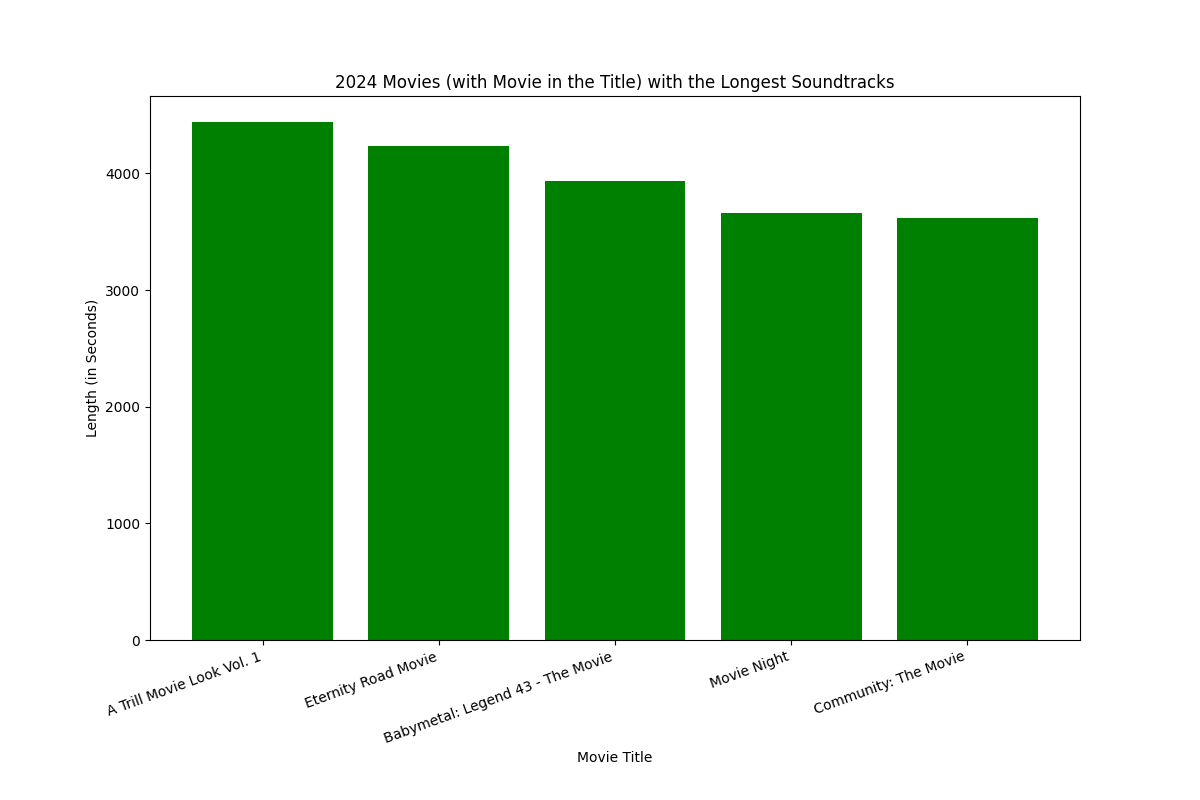 2024 Movies (with Movie in the Title) with the Longest Soundtracks
Length (in Seconds)
4000
3000
2000
1000
0
A Trill Movie Look Vol. 1
Eternity Road Movie
Babymetal: Legend 43 - The Movie
Movie Night
Community: The Movie
Movie Title